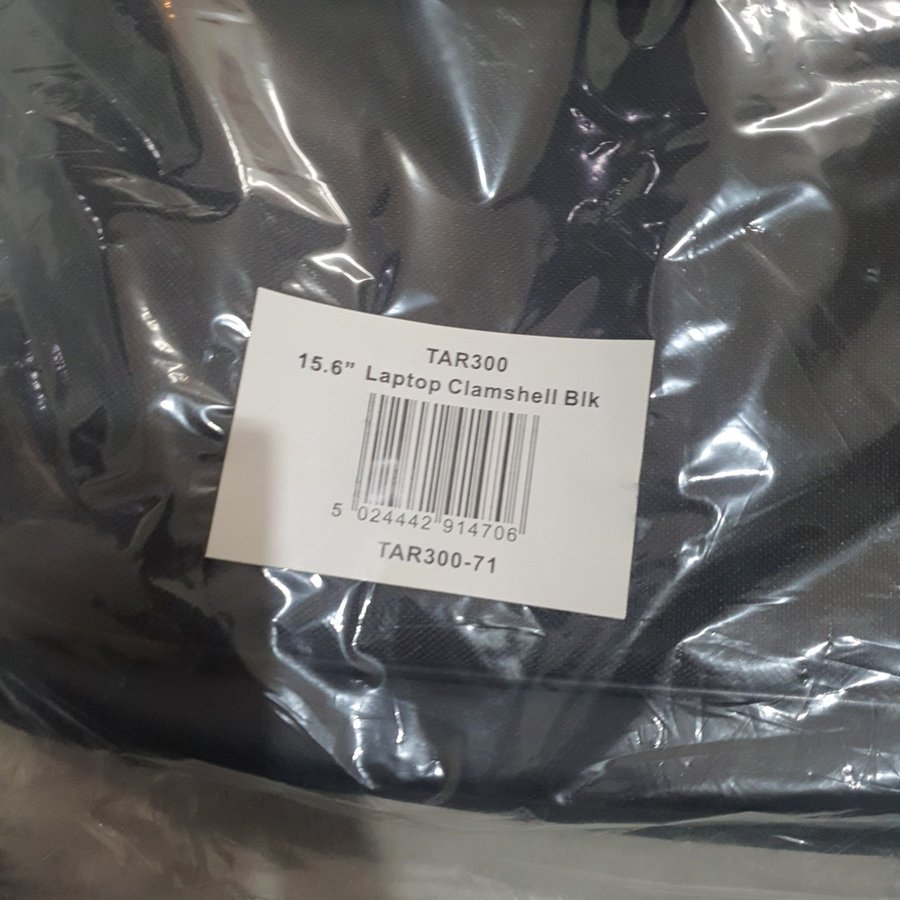 TAR300
15.6” Laptop Clamshell Blk
5 024442 914706
TAR300-71